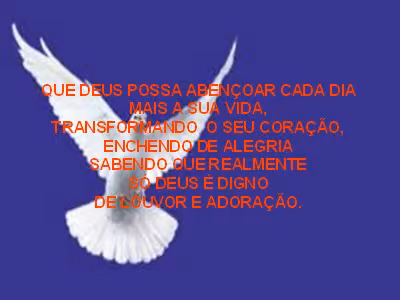 QUE DEUS POSSA ABENÇOAR CADA DIA
MAIS A SUA VIDA,
TRANSFORMANDO O SEU CORAÇÃO,
ENCHENDO DE ALEGRIA
SABENDO QUE REALMENTE
SÓ DEUS É DIGNO
DE LOUVOR E ADORAÇÃO.